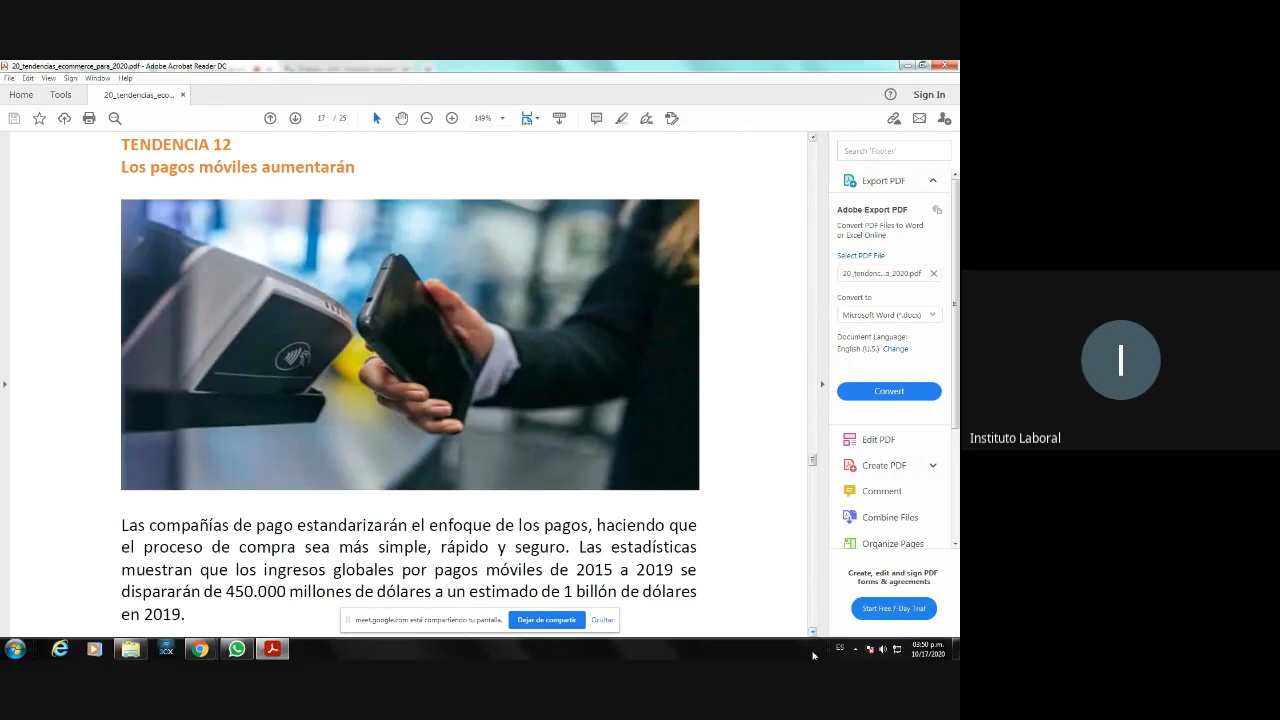 20_tendencias_ecommerce_para_2020.pdf - Adobe Acrobat Reader DC
File Edit View Sign Window Help
Home Tools 20_tendencias_eco... × Sign In
17 / 25 149%
TENDENCIA 12
Los pagos móviles aumentarán
Las compañías de pago estandarizarán el enfoque de los pagos, haciendo que
el proceso de compra sea más simple, rápido y seguro. Las estadísticas
muestran que los ingresos globales por pagos móviles de 2015 a 2019 se
dispararán de 450.000 millones de dólares a un estimado de 1 billón de dólares
en 2019.
Search 'Footer'
Export PDF
Adobe Export PDF
Convert PDF Files to Word
or Excel Online
Select PDF File
20_tendenc...a_2020.pdf ×
Convert to
Microsoft Word (*.docx)
Document Language:
English (U.S.) Change
Convert
Edit PDF
Create PDF
Comment
Combine Files
Organize Pages
Create, edit and sign PDF
forms & agreements
Start Free 7-Day Trial
meet.google.com está compartiendo tu pantalla. Dejar de compartir Ocultar
3CX
ES
03:50 p.m.
10/17/2020
I
Instituto Laboral